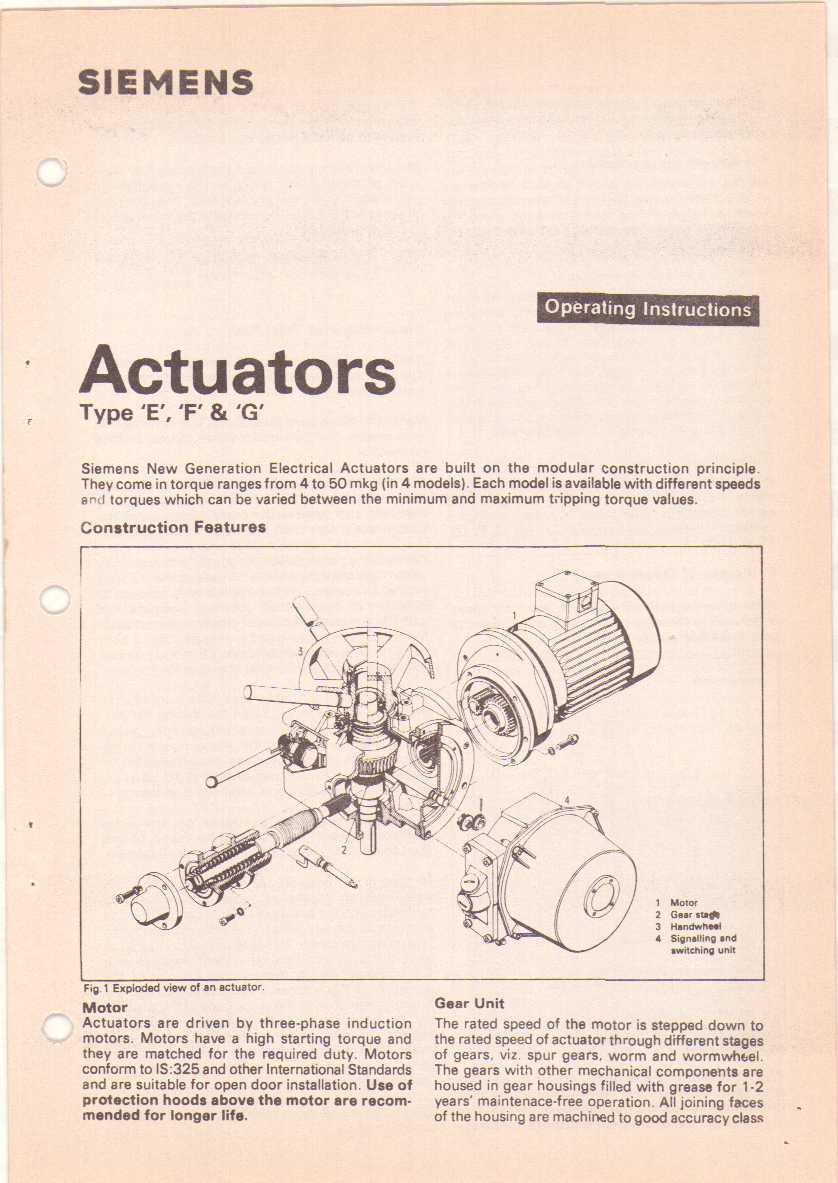 SIEMENS
Operating Instructions
Actuators
Type 'E', 'F' & 'G'
Siemens New Generation Electrical Actuators are built on the modular construction principle.
They come in torque ranges from 4 to 50 mkg (in 4 models). Each model is available with different speeds
and torques which can be varied between the minimum and maximum tripping torque values.
Construction Features
1
3
4
2
1 Motor
2 Gear stage
3 Handwheel
4 Signalling and
switching unit
Fig.1 Exploded view of an actuator.
Motor
Actuators are driven by three-phase induction
motors. Motors have a high starting torque and
they are matched for the required duty. Motors
conform to IS:325 and other International Standards
and are suitable for open door installation. Use of
protection hoods above the motor are recom-
mended for longer life.
Gear Unit
The rated speed of the motor is stepped down to
the rated speed of actuator through different stages
of gears, viz. spur gears, worm and wormwheel.
The gears with other mechanical components are
housed in gear housings filled with grease for 1-2
years' maintenace-free operation. All joining faces
of the housing are machined to good accuracy class